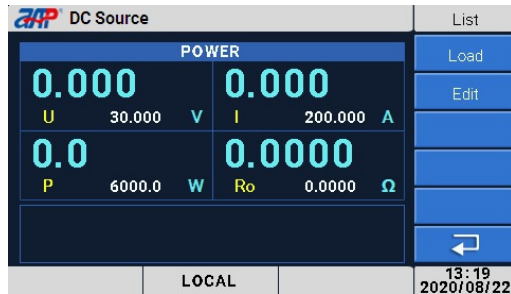 AAP DC Source
List
POWER
Load
0.000 0.000
Edit
U 30.000 V I 200.000 A
0.0 0.0000
P 6000.0 W Ro 0.0000 Ω
LOCAL
13:19
2020/08/22